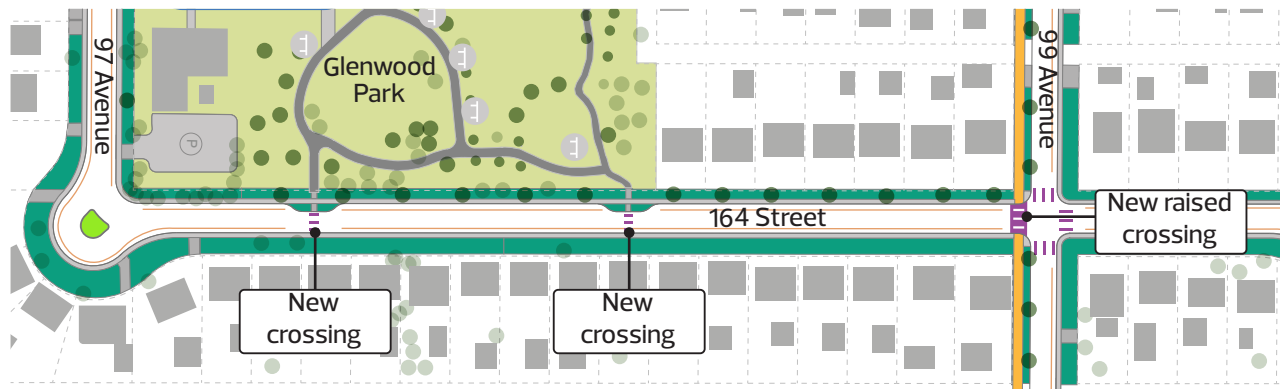 97 Avenue
Glenwood
Park
P
99 Avenue
164 Street
New raised
crossing
New
crossing
New
crossing